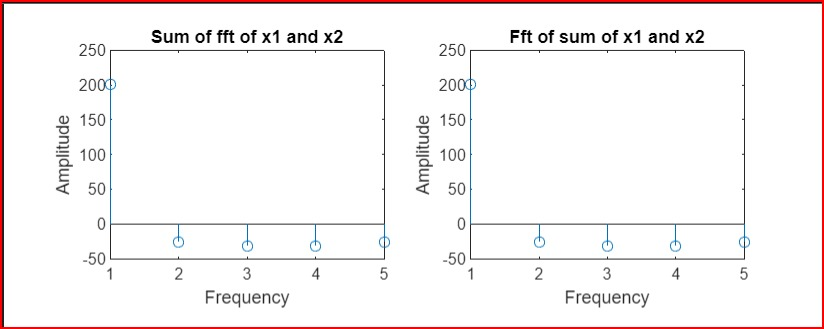 Sum of fft of x1 and x2
250
200
150
100
50
0
-50
Amplitude
1 2 3 4 5
Frequency
Fft of sum of x1 and x2
250
200
150
100
50
0
-50
Amplitude
1 2 3 4 5
Frequency